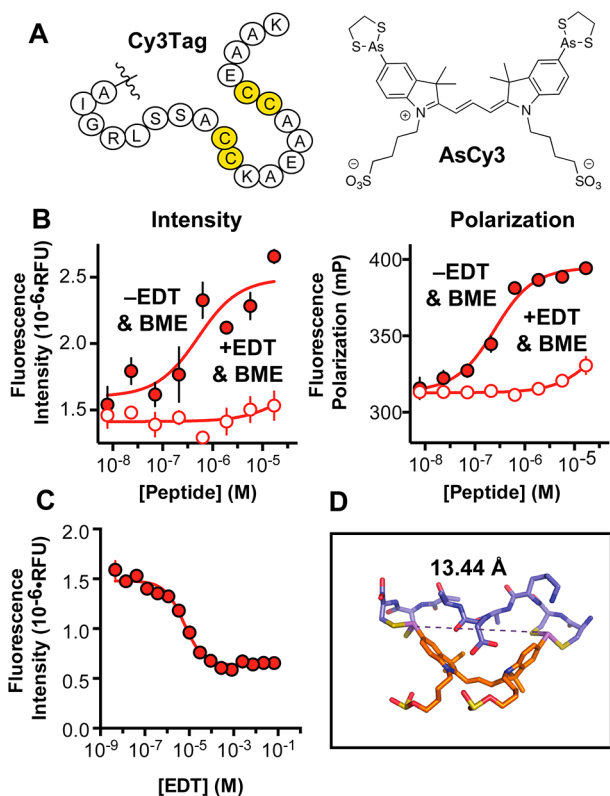 A
Cy3Tag
A
I
G
R
L
S
S
A
C
C
K
A
E
A
A
C
C
E
A
A
K
S
S
As
S
S
As
N
+
N
SO₃
⊖
SO₃
⊖
AsCy3
B
Intensity
Fluorescence
Intensity (10⁻⁶•RFU)
2.5
2.0
1.5
–EDT
& BME
+EDT
& BME
10⁻⁸
10⁻⁷
10⁻⁶
10⁻⁵
[Peptide] (M)
Polarization
Fluorescence
Polarization (mP)
400
350
300
–EDT
& BME
+EDT
& BME
10⁻⁸
10⁻⁷
10⁻⁶
10⁻⁵
[Peptide] (M)
C
Fluorescence
Intensity (10⁻⁶•RFU)
2.0
1.5
1.0
0.5
0.0
10⁻⁹
10⁻⁷
10⁻⁵
10⁻³
10⁻¹
[EDT] (M)
D
13.44 Å